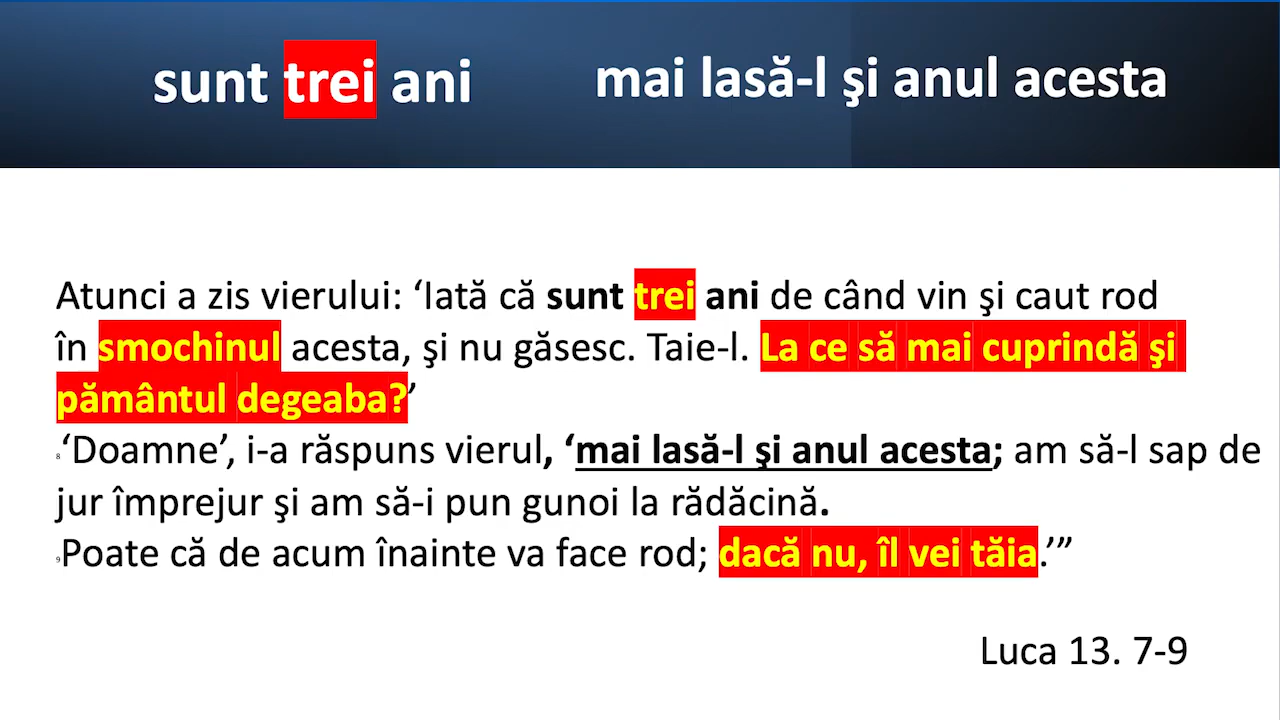 sunt trei ani
mai lasă-l şi anul acesta
Atunci a zis vierului: ‘Iată că sunt trei ani de când vin şi caut rod
în smochinul acesta, şi nu găsesc. Taie-l. La ce să mai cuprindă şi
pământul degeaba?’
8 ‘Doamne’, i-a răspuns vierul, ‘mai lasă-l şi anul acesta; am să-l sap de
jur împrejur şi am să-i pun gunoi la rădăcină.
9 Poate că de acum înainte va face rod; dacă nu, îl vei tăia.’”
Luca 13. 7-9